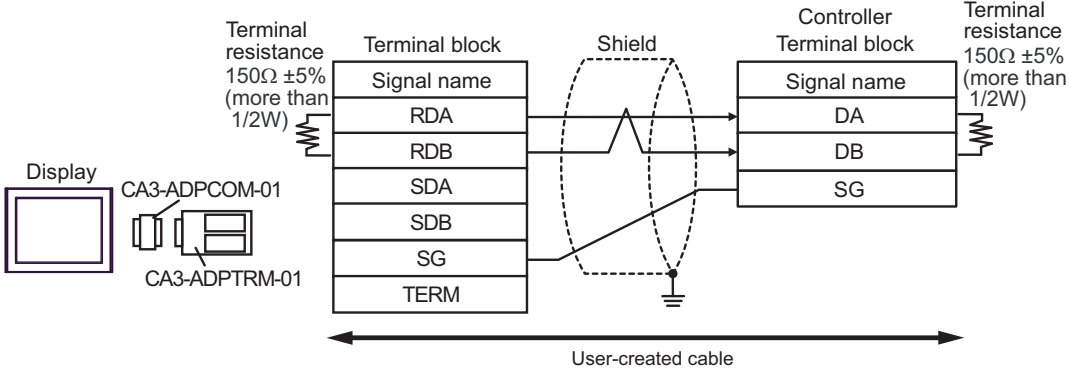 Terminal
resistance
150Ω ±5%
(more than
1/2W)
Terminal block
Signal name
RDA
RDB
SDA
SDB
SG
TERM
Shield
Controller
Terminal block
Signal name
DA
DB
SG
Terminal
resistance
150Ω ±5%
(more than
1/2W)
Display
CA3-ADPCOM-01
CA3-ADPTRM-01
User-created cable